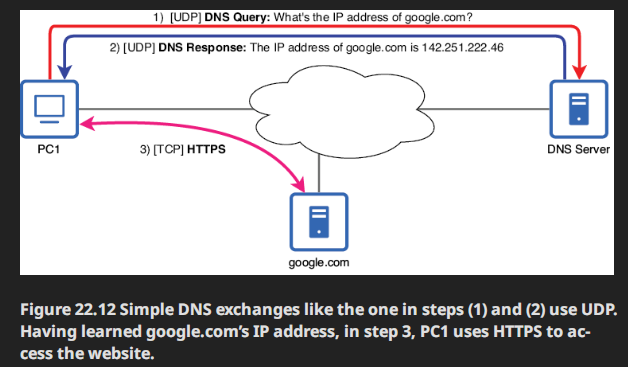 1) [UDP] DNS Query: What's the IP address of google.com?
2) [UDP] DNS Response: The IP address of google.com is 142.251.222.46
PC1
3) [TCP] HTTPS
DNS Server
google.com
Figure 22.12 Simple DNS exchanges like the one in steps (1) and (2) use UDP.
Having learned google.com’s IP address, in step 3, PC1 uses HTTPS to ac-
cess the website.